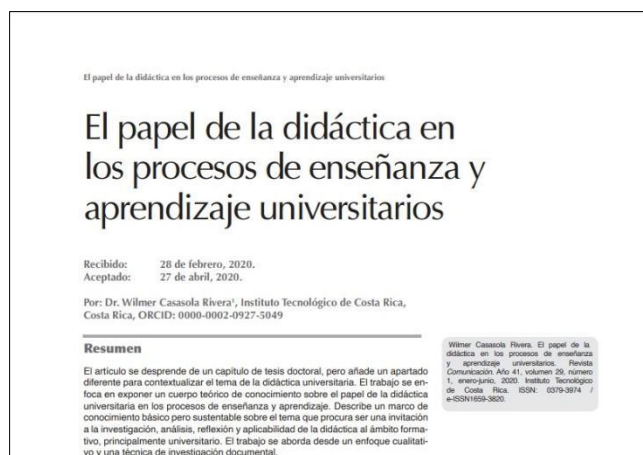 El papel de la didáctica en los procesos de enseñanza y aprendizaje universitarios
El papel de la didáctica en
los procesos de enseñanza y
aprendizaje universitarios
Recibido: 28 de febrero, 2020.
Aceptado: 27 de abril, 2020.
Por: Dr. Wilmer Casasola Rivera¹, Instituto Tecnológico de Costa Rica,
Costa Rica, ORCID: 0000-0002-0927-5049
Resumen
El artículo se desprende de un capítulo de tesis doctoral, pero añade un apartado
diferente para contextualizar el tema de la didáctica universitaria. El trabajo se en-
foca en exponer un cuerpo teórico de conocimiento sobre el papel de la didáctica
universitaria en los procesos de enseñanza y aprendizaje. Describe un marco de
conocimiento básico pero sustentable sobre el tema que procura ser una invitación
a la investigación, análisis, reflexión y aplicabilidad de la didáctica al ámbito forma-
tivo, principalmente universitario. El trabajo se aborda desde un enfoque cualitati-
vo y una técnica de investigación documental.
Wilmer Casasola Rivera. El papel de la
didáctica en los procesos de enseñanza
y aprendizaje universitarios. Revista
Comunicación. Año 41, volumen 29, número
1, enero-junio, 2020. Instituto Tecnológico
de Costa Rica. ISSN: 0379-3974 /
e-ISSN1659-3820.